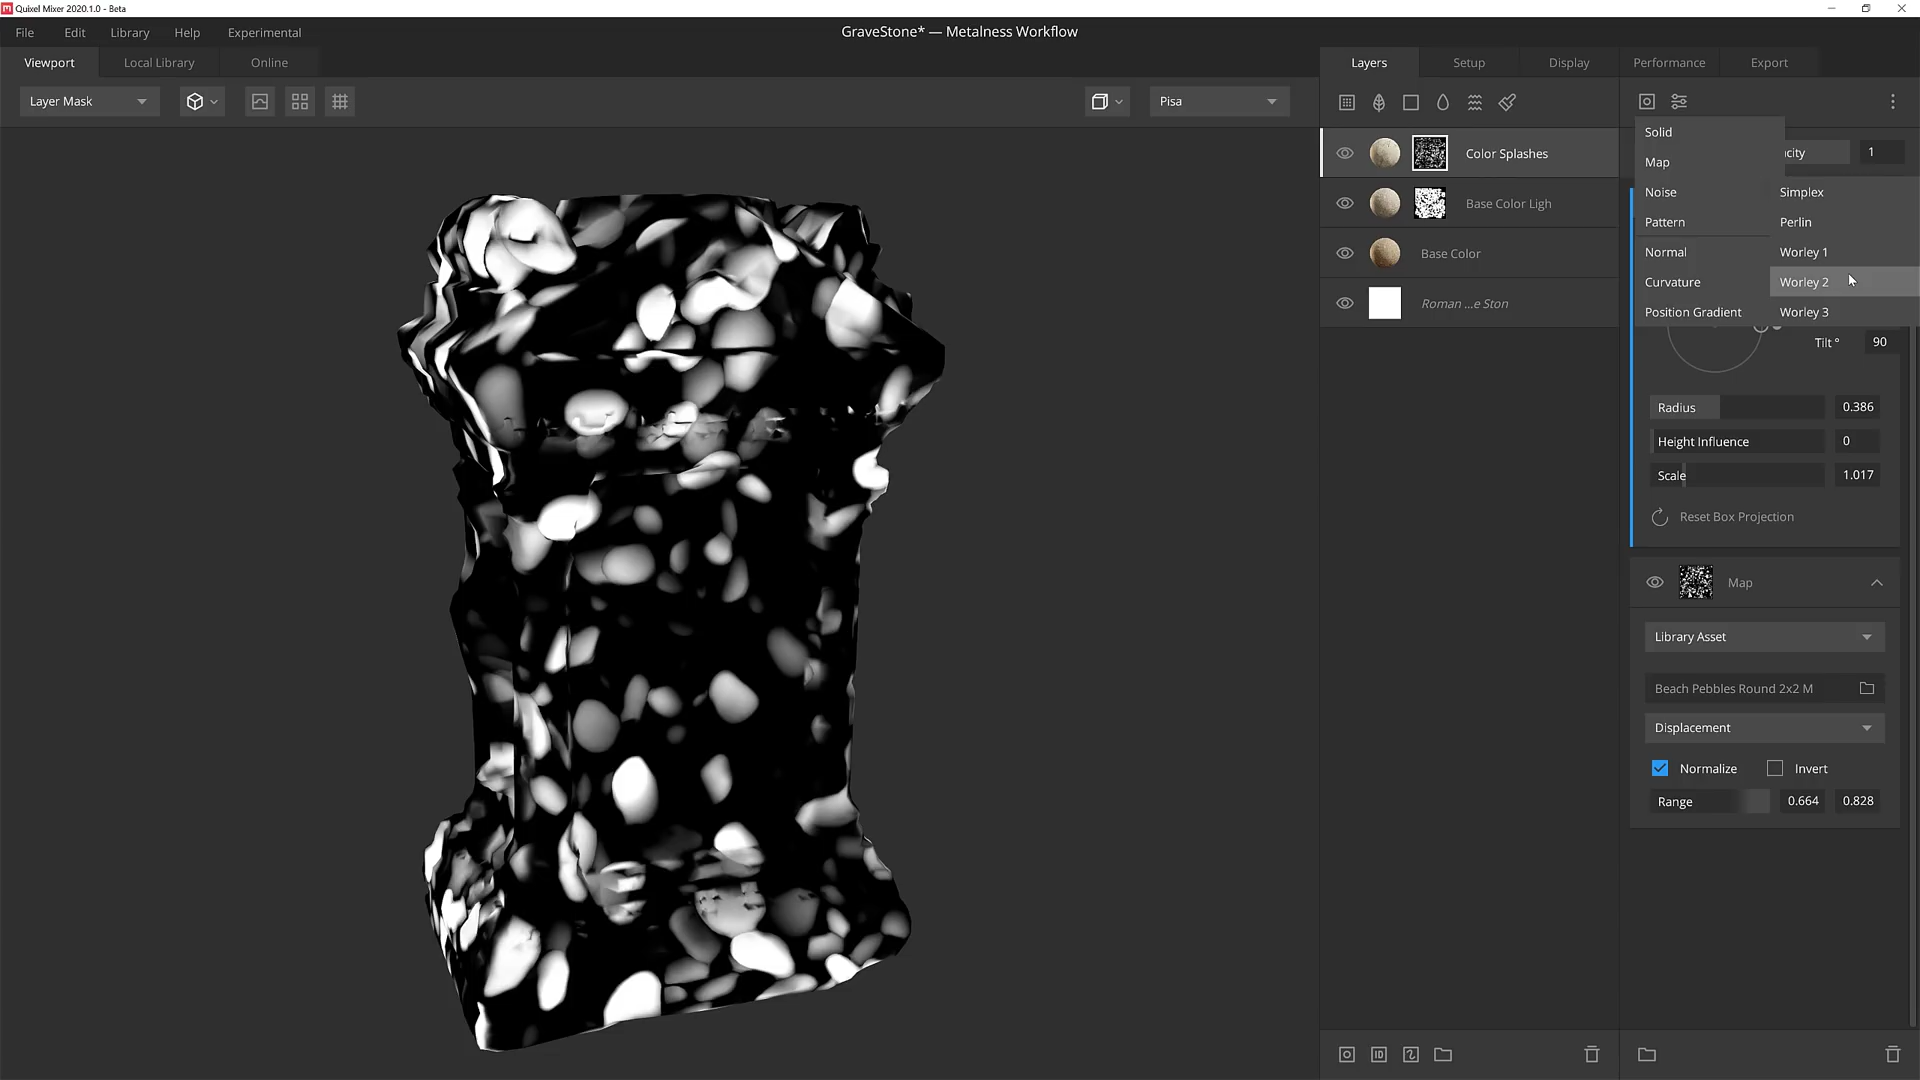 Quixel Mixer 2020.1.0 - Beta
File Edit Library Help Experimental
GraveStone* — Metalness Workflow
Viewport Local Library Online
Layers Setup Display Performance Export
Layer Mask
Pisa
Color Splashes
Base Color Ligh
Base Color
Roman ...e Ston
Solid
Map
Noise
Pattern
Normal
Curvature
Position Gradient
acity 1
Simplex
Perlin
Worley 1
Worley 2
Worley 3
Tilt ° 90
Radius 0.386
Height Influence 0
Scale 1.017
Reset Box Projection
Map
Library Asset
Beach Pebbles Round 2x2 M
Displacement
Normalize Invert
Range 0.664 0.828
ID